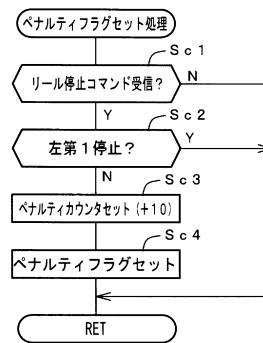 ペナルティフラグセット処理
Sc1
リール停止コマンド受信?
N
Y
Sc2
左第1停止?
Y
N
Sc3
ペナルティカウンタセット(+10)
Sc4
ペナルティフラグセット
RET